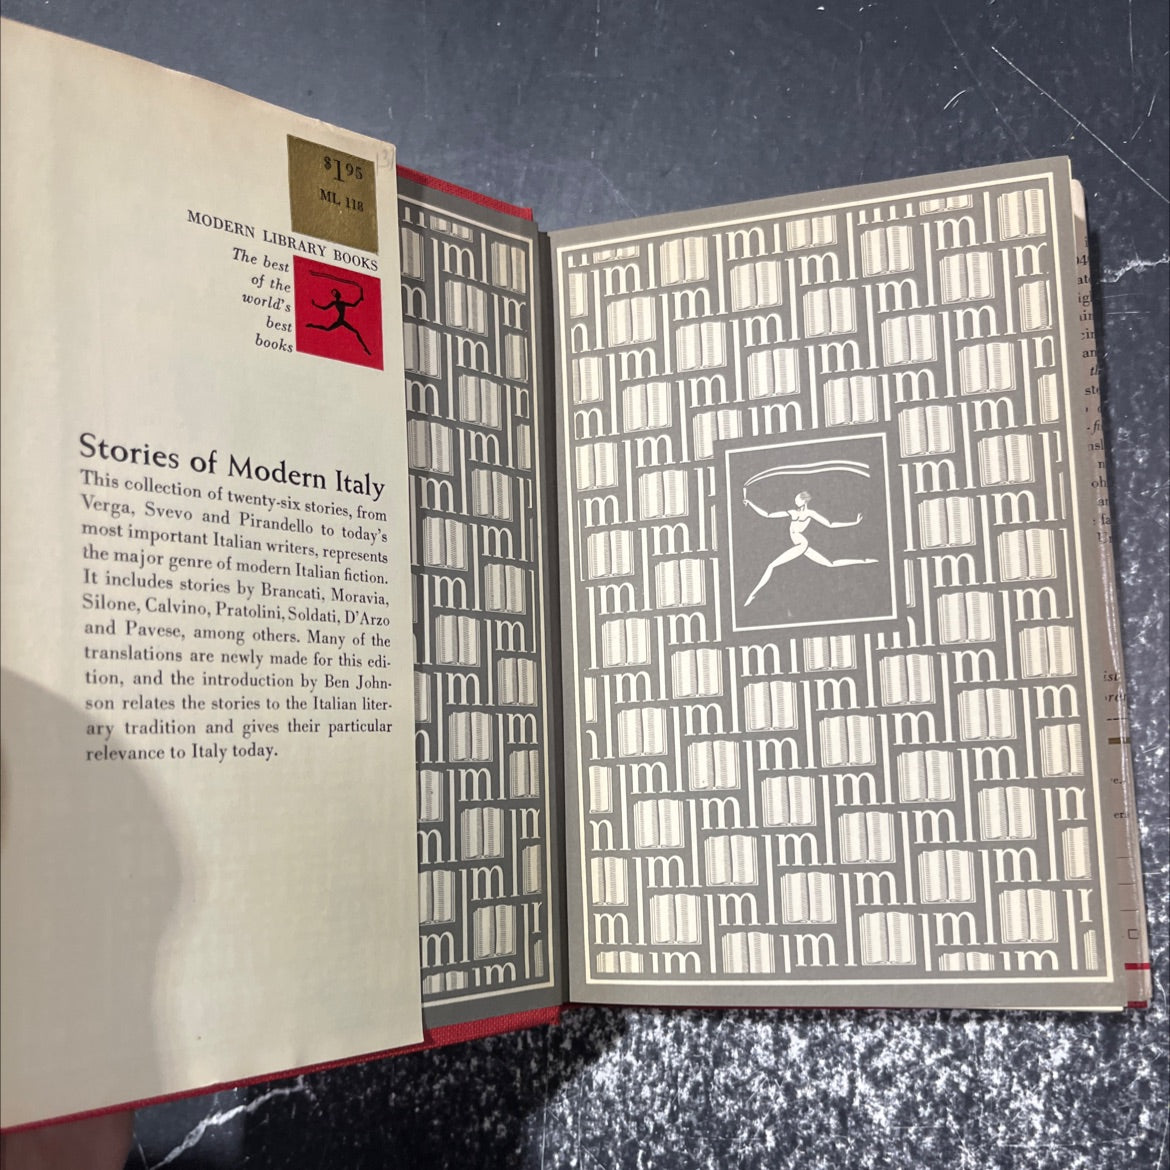 $1.95
ML 118
MODERN LIBRARY BOOKS
The best
of the
world's
best
books
Stories of Modern Italy
This collection of twenty-six stories, from
Verga, Svevo and Pirandello to today's
most important Italian writers, represents
the major genre of modern Italian fiction.
It includes stories by Brancati, Moravia,
Silone, Calvino, Pratolini, Soldati, D'Arzo
and Pavese, among others. Many of the
translations are newly made for this edi-
tion, and the introduction by Ben John-
son relates the stories to the Italian liter-
ary tradition and gives their particular
relevance to Italy today.